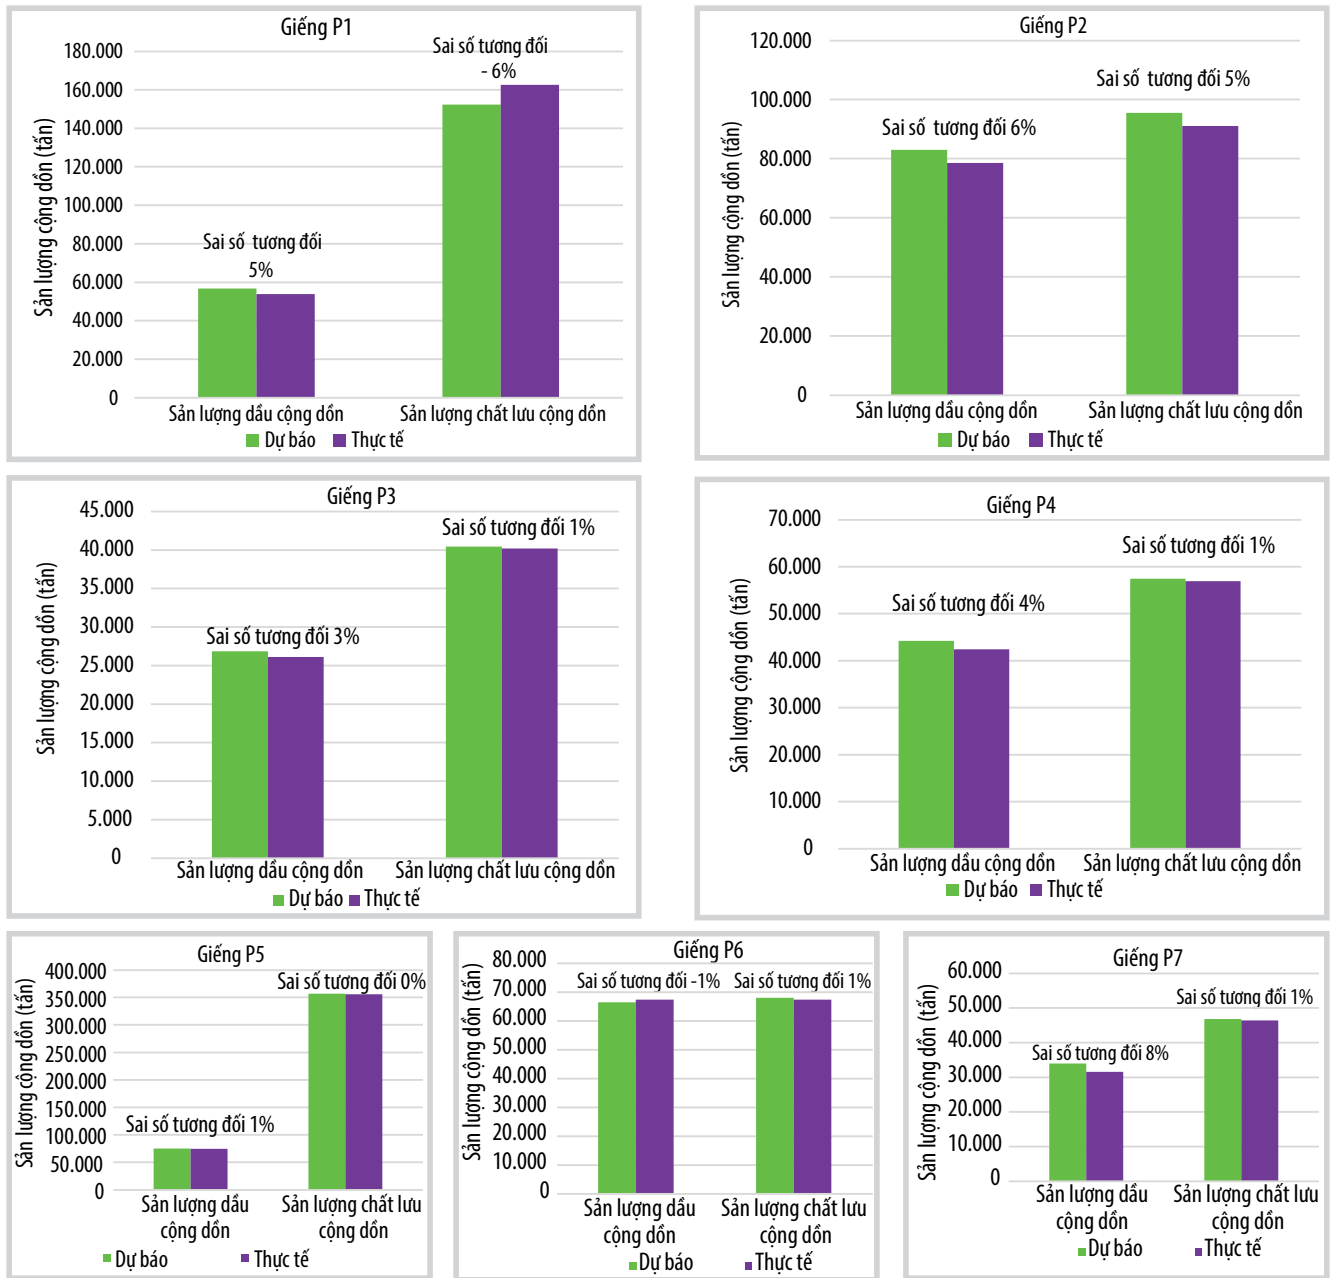 Giếng P1
Sản lượng cộng dồn (tấn)
180.000
160.000
140.000
120.000
100.000
80.000
60.000
40.000
20.000
0
Sai số tương đối
5%
Sai số tương đối
- 6%
Sản lượng dầu cộng dồn
Sản lượng chất lưu cộng dồn
Dự báo
Thực tế
Giếng P2
Sản lượng cộng dồn (tấn)
120.000
100.000
80.000
60.000
40.000
20.000
0
Sai số tương đối 6%
Sai số tương đối 5%
Sản lượng dầu cộng dồn
Sản lượng chất lưu cộng dồn
Dự báo
Thực tế
Giếng P3
Sản lượng cộng dồn (tấn)
45.000
40.000
35.000
30.000
25.000
20.000
15.000
10.000
5.000
0
Sai số tương đối 3%
Sai số tương đối 1%
Sản lượng dầu cộng dồn
Sản lượng chất lưu cộng dồn
Dự báo
Thực tế
Giếng P4
Sản lượng cộng dồn (tấn)
70.000
60.000
50.000
40.000
30.000
20.000
10.000
0
Sai số tương đối 4%
Sai số tương đối 1%
Sản lượng dầu cộng dồn
Sản lượng chất lưu cộng dồn
Dự báo
Thực tế
Giếng P5
Sản lượng cộng dồn (tấn)
400.000
350.000
300.000
250.000
200.000
150.000
100.000
50.000
0
Sai số tương đối 1%
Sai số tương đối 0%
Sản lượng dầu
cộng dồn
Sản lượng chất lưu
cộng dồn
Dự báo
Thực tế
Giếng P6
Sản lượng cộng dồn (tấn)
80.000
70.000
60.000
50.000
40.000
30.000
20.000
10.000
0
Sai số tương đối -1%
Sai số tương đối 1%
Sản lượng dầu
cộng dồn
Sản lượng chất lưu
cộng dồn
Dự báo
Thực tế
Giếng P7
Sản lượng cộng dồn (tấn)
60.000
50.000
40.000
30.000
20.000
10.000
0
Sai số tương đối 8%
Sai số tương đối 1%
Sản lượng dầu
cộng dồn
Sản lượng chất lưu
cộng dồn
Dự báo
Thực tế